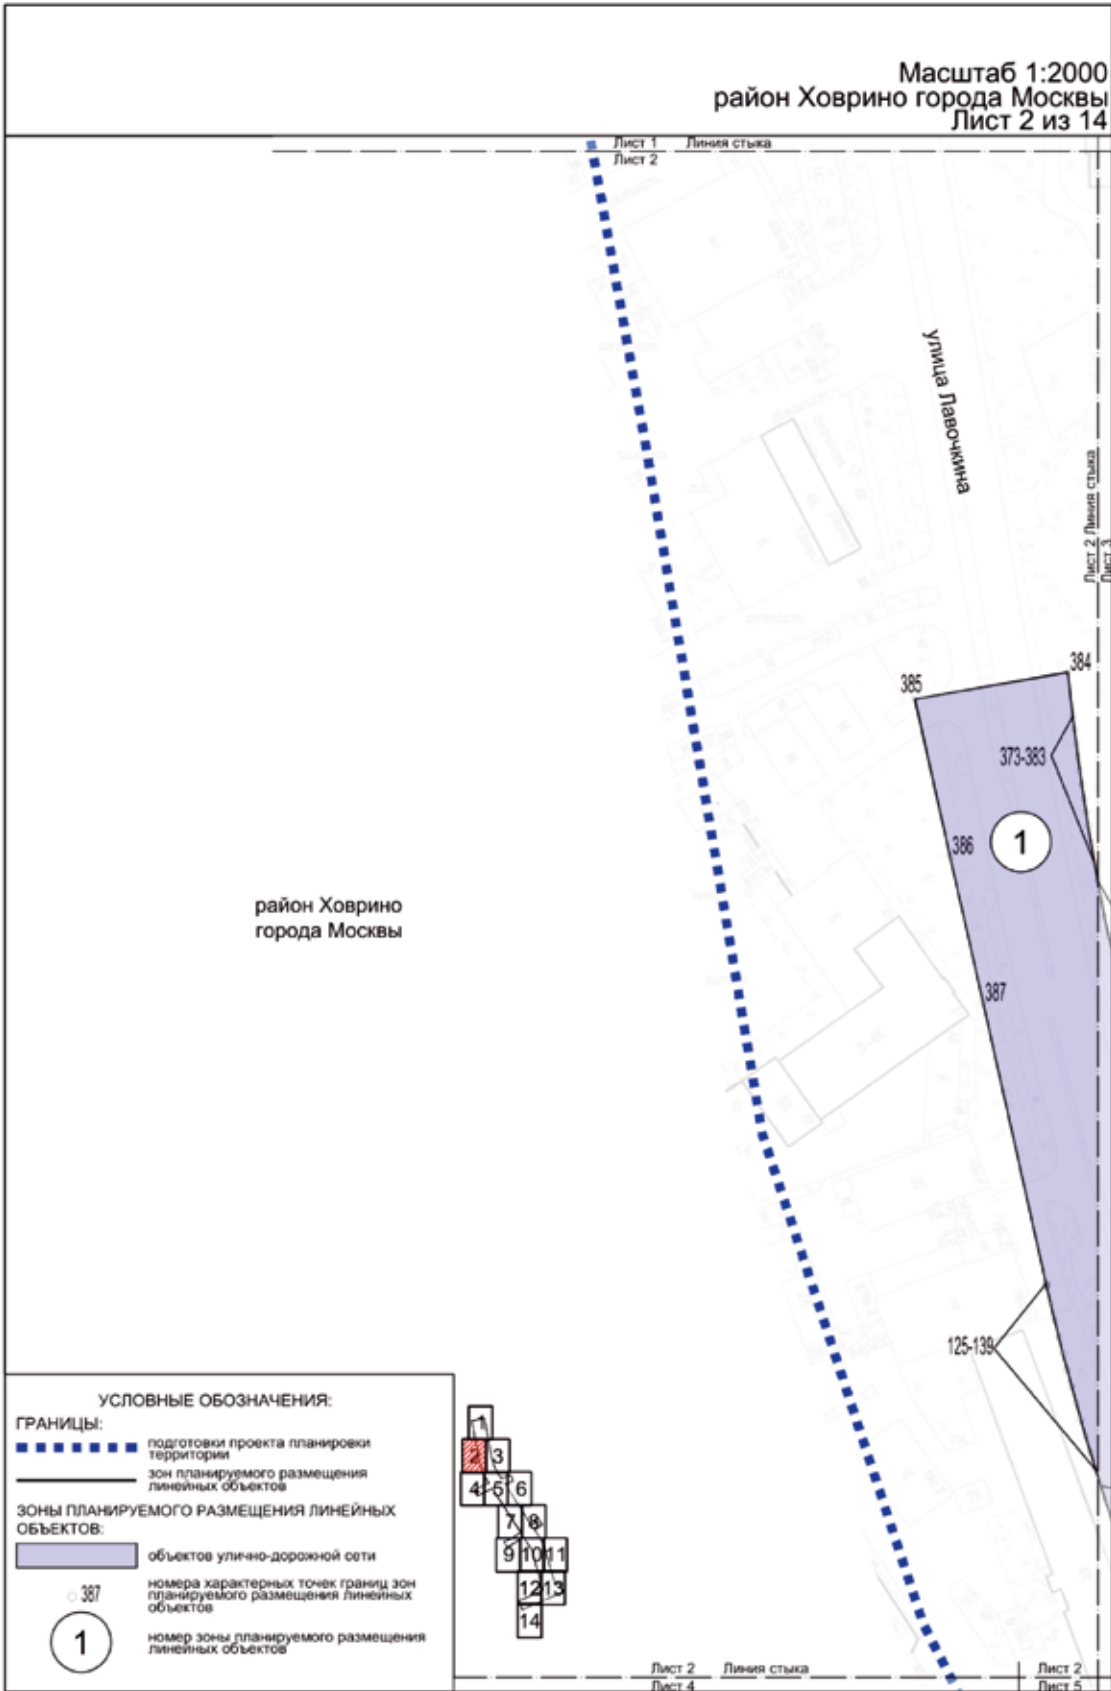 Масштаб 1:2000
район Ховрино города Москвы
Лист 2 из 14
Лист 1 Линия стыка
Лист 2
улица Лавочкина
Лист 2 Линия стыка
Лист 3
384
385
373-383
386
1
район Ховрино
города Москвы
387
125-139
УСЛОВНЫЕ ОБОЗНАЧЕНИЯ:
ГРАНИЦЫ:
подготовки проекта планировки
территории
зон планируемого размещения
линейных объектов
ЗОНЫ ПЛАНИРУЕМОГО РАЗМЕЩЕНИЯ ЛИНЕЙНЫХ
ОБЪЕКТОВ:
объектов улично-дорожной сети
387
номера характерных точек границ зон
планируемого размещения линейных
объектов
1
номер зоны планируемого размещения
линейных объектов
1
2 3
4 5 6
7 8
9 10 11
12 13
14
Лист 2 Линия стыка
Лист 4
Лист 2
Лист 5